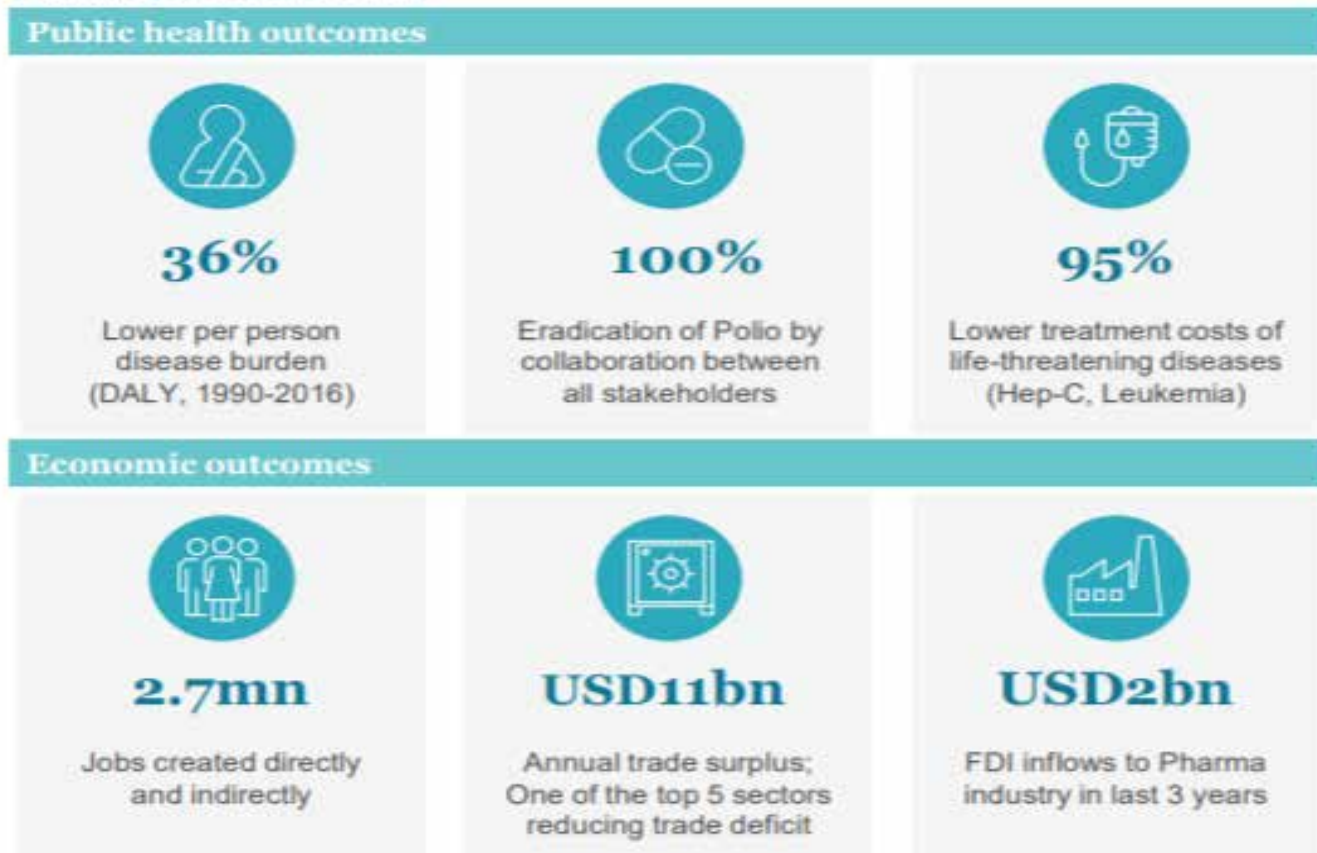 Public health outcomes
36%
Lower per person
disease burden
(DALY, 1990-2016)
100%
Eradication of Polio by
collaboration between
all stakeholders
95%
Lower treatment costs of
life-threatening diseases
(Hep-C, Leukemia)
Economic outcomes
2.7mn
Jobs created directly
and indirectly
USD11bn
Annual trade surplus;
One of the top 5 sectors
reducing trade deficit
USD2bn
FDI inflows to Pharma
industry in last 3 years